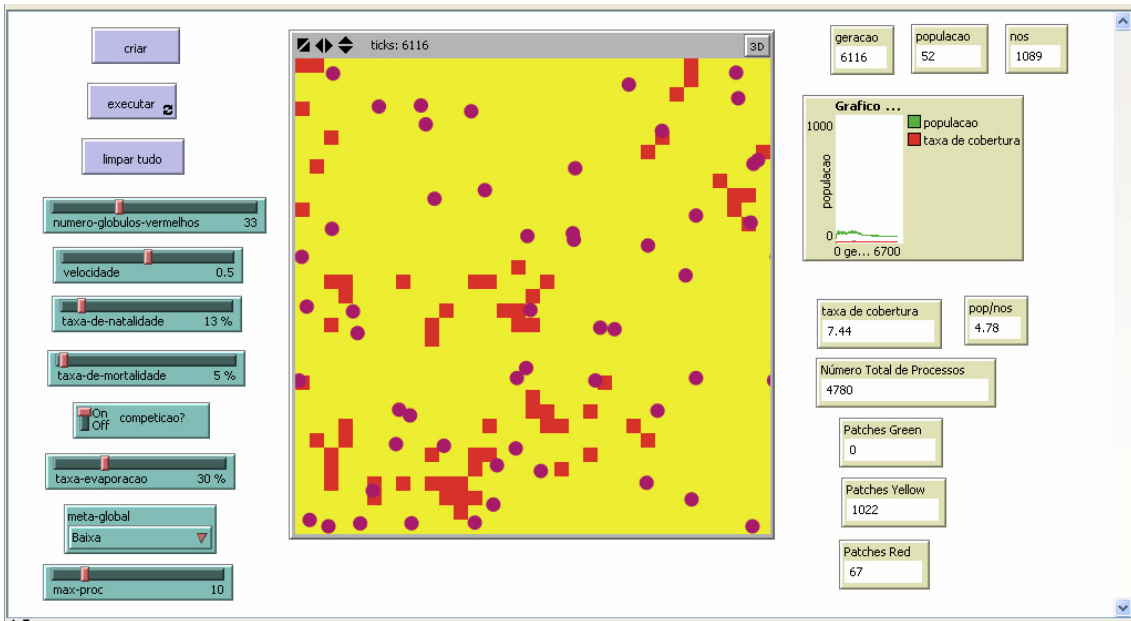 criar
executar
limpar tudo
numero-globulos-vermelhos 33
velocidade 0.5
taxa-de-natalidade 13 %
taxa-de-mortalidade 5 %
On
Off
competicao?
taxa-evaporacao 30 %
meta-global
Baixa
max-proc 10
ticks: 6116
3D
geracao
6116
populacao
52
nos
1089
Grafico ...
1000
populacao
0
0 ge... 6700
populacao
taxa de cobertura
taxa de cobertura
7.44
pop/nos
4.78
Número Total de Processos
4780
Patches Green
0
Patches Yellow
1022
Patches Red
67